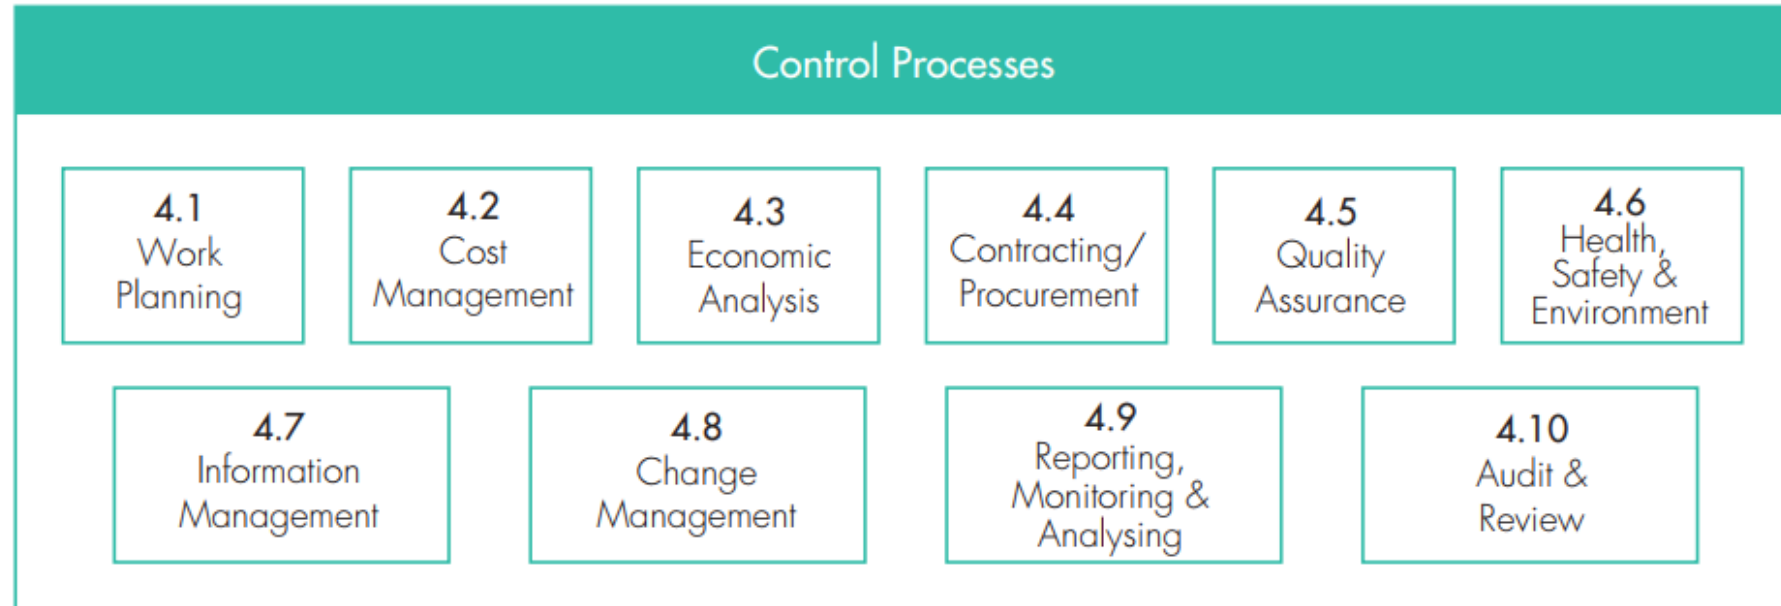 Control Processes
4.1
Work
Planning
4.2
Cost
Management
4.3
Economic
Analysis
4.4
Contracting/
Procurement
4.5
Quality
Assurance
4.6
Health,
Safety &
Environment
4.7
Information
Management
4.8
Change
Management
4.9
Reporting,
Monitoring &
Analysing
4.10
Audit &
Review